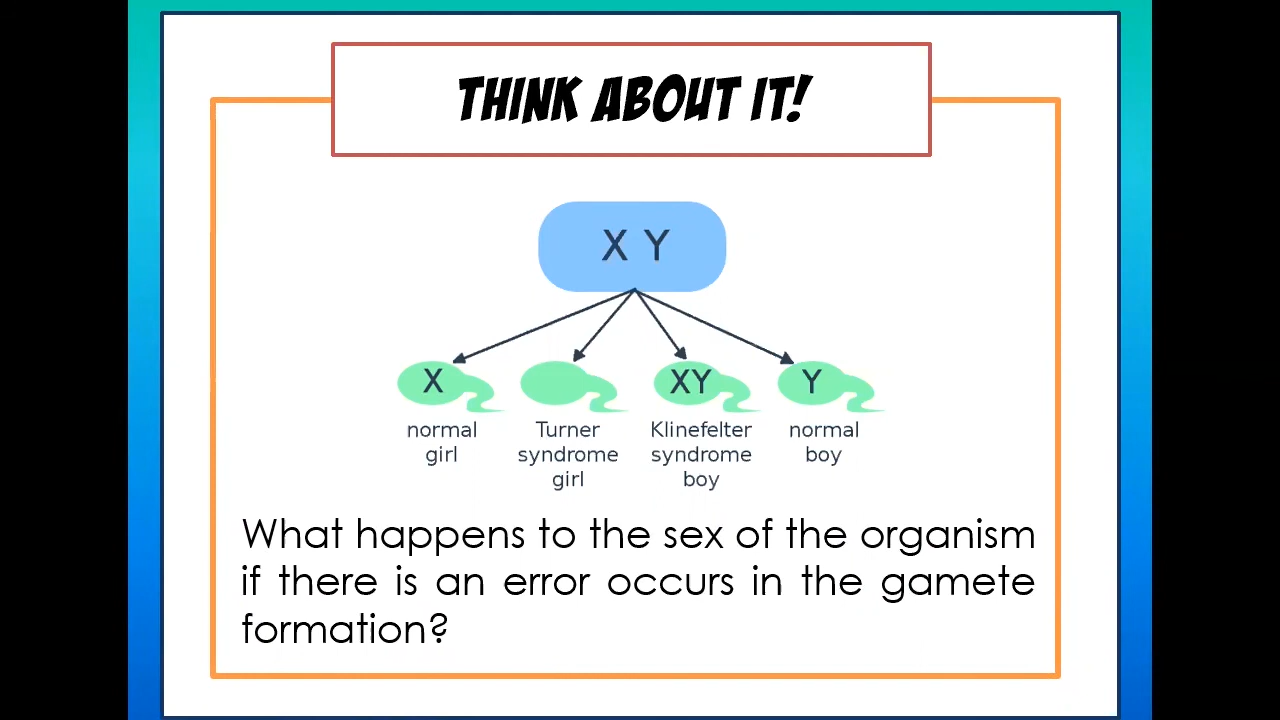 THINK ABOUT IT!
X Y
X
XY
Y
normal
girl
Turner
syndrome
girl
Klinefelter
syndrome
boy
normal
boy
What happens to the sex of the organism
if there is an error occurs in the gamete
formation?